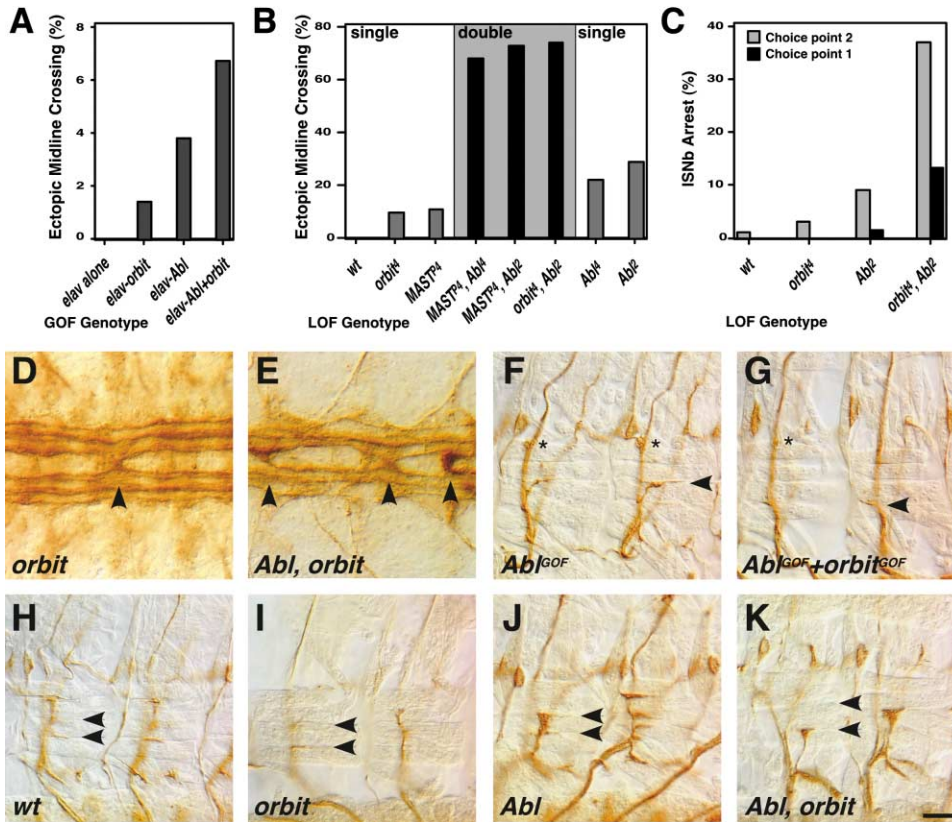 A
Ectopic Midline Crossing (%)
8
6
4
2
0
elav alone
elav-orbit
elav-Abl
elav-Abl+orbit
GOF Genotype
B
Ectopic Midline Crossing (%)
80
60
40
20
0
single
double
single
wt
orbit⁴
MASTᴾ⁴
MASTᴾ⁴, Abl⁴
MASTᴾ⁴, Abl²
orbit⁴, Abl²
Abl⁴
Abl²
LOF Genotype
C
ISNb Arrest (%)
40
30
20
10
0
Choice point 2
Choice point 1
wt
orbit⁴
Abl²
orbit⁴, Abl²
LOF Genotype
D
orbit
E
Abl, orbit
F
*
*
Ablᴳᴼꟳ
G
*
Ablᴳᴼꟳ+orbitᴳᴼꟳ
H
wt
I
orbit
J
Abl
K
Abl, orbit